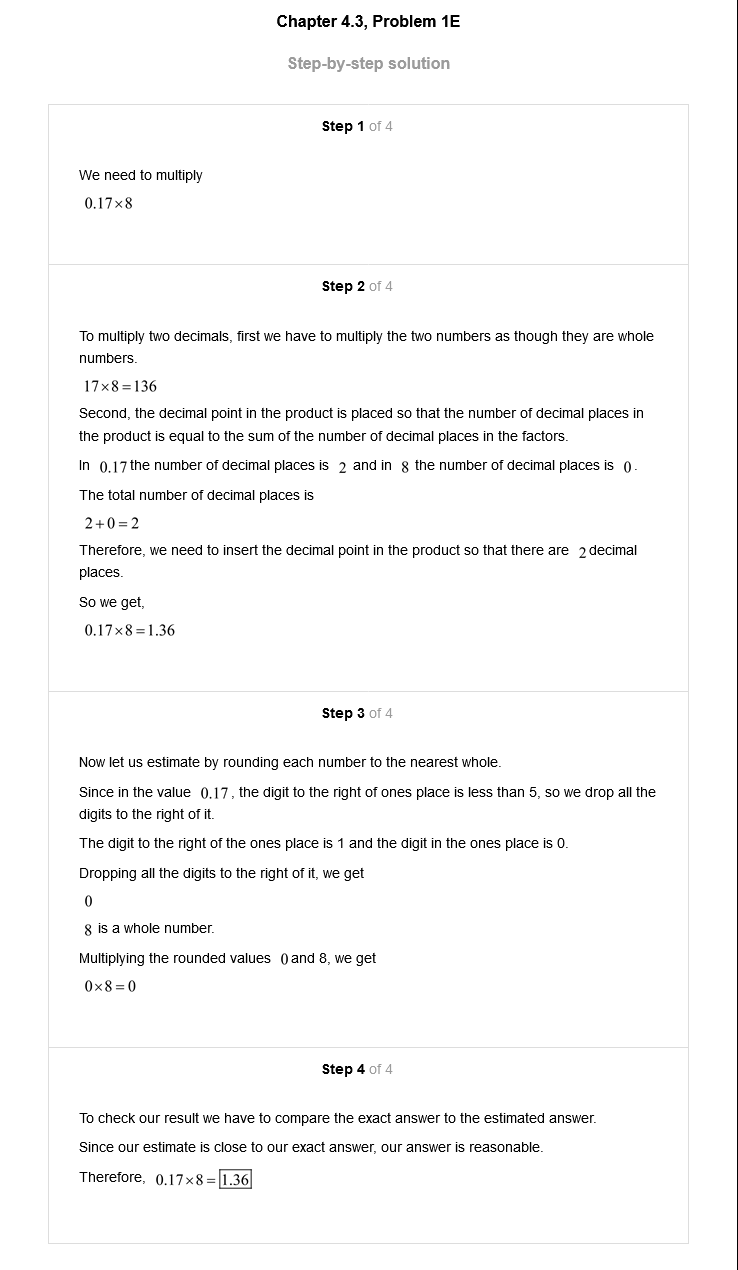 Chapter 4.3, Problem 1E
Step-by-step solution
Step 1 of 4
We need to multiply
0.17×8
Step 2 of 4
To multiply two decimals, first we have to multiply the two numbers as though they are whole
numbers.
17×8=136
Second, the decimal point in the product is placed so that the number of decimal places in
the product is equal to the sum of the number of decimal places in the factors.
In 0.17 the number of decimal places is 2 and in 8 the number of decimal places is 0.
The total number of decimal places is
2+0=2
Therefore, we need to insert the decimal point in the product so that there are 2 decimal
places.
So we get,
0.17×8=1.36
Step 3 of 4
Now let us estimate by rounding each number to the nearest whole.
Since in the value 0.17, the digit to the right of ones place is less than 5, so we drop all the
digits to the right of it.
The digit to the right of the ones place is 1 and the digit in the ones place is 0.
Dropping all the digits to the right of it, we get
0
8 is a whole number.
Multiplying the rounded values 0 and 8, we get
0×8=0
Step 4 of 4
To check our result we have to compare the exact answer to the estimated answer.
Since our estimate is close to our exact answer, our answer is reasonable.
Therefore, 0.17×8=1.36